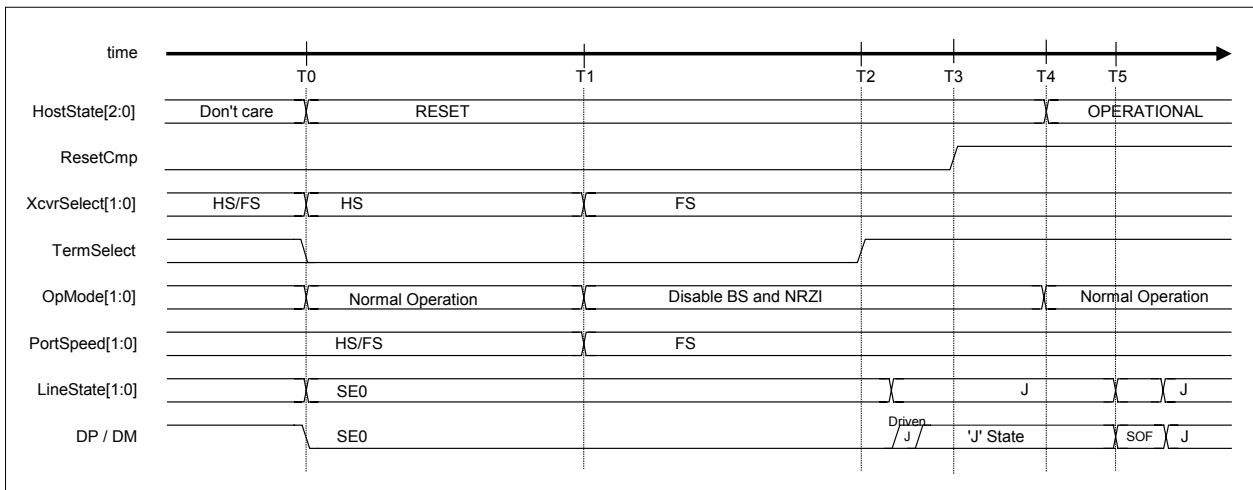 time
T0 T1 T2 T3 T4 T5
HostState[2:0] Don't care RESET OPERATIONAL
ResetCmp
XcvrSelect[1:0] HS/FS HS FS
TermSelect
OpMode[1:0] Normal Operation Disable BS and NRZI Normal Operation
PortSpeed[1:0] HS/FS FS
LineState[1:0] SE0 J J
Driven
DP / DM SE0 J 'J' State SOF J